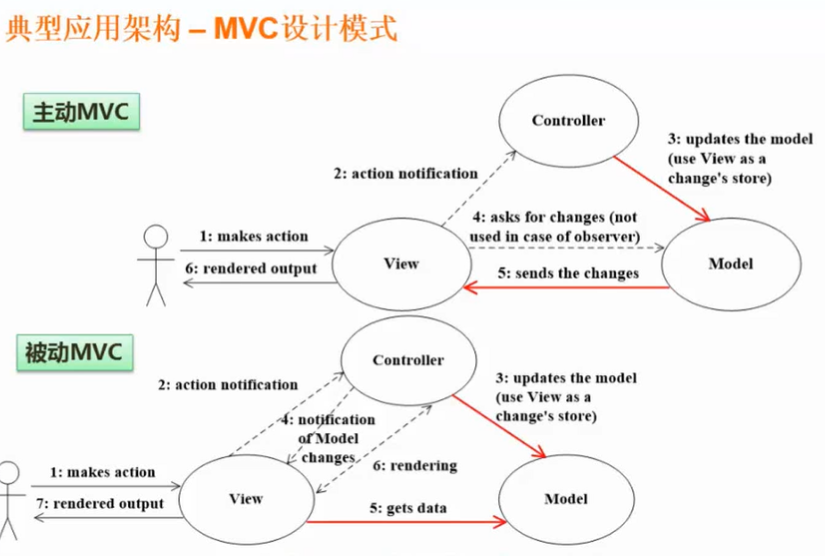 典型应用架构 – MVC设计模式
主动MVC
Controller
3: updates the model
(use View as a
change's store)
2: action notification
4: asks for changes (not
used in case of observer)
1: makes action
View
Model
6: rendered output
5: sends the changes
被动MVC
Controller
2: action notification
3: updates the model
(use View as a
change's store)
4: notification
of Model
changes
6: rendering
1: makes action
View
Model
7: rendered output
5: gets data